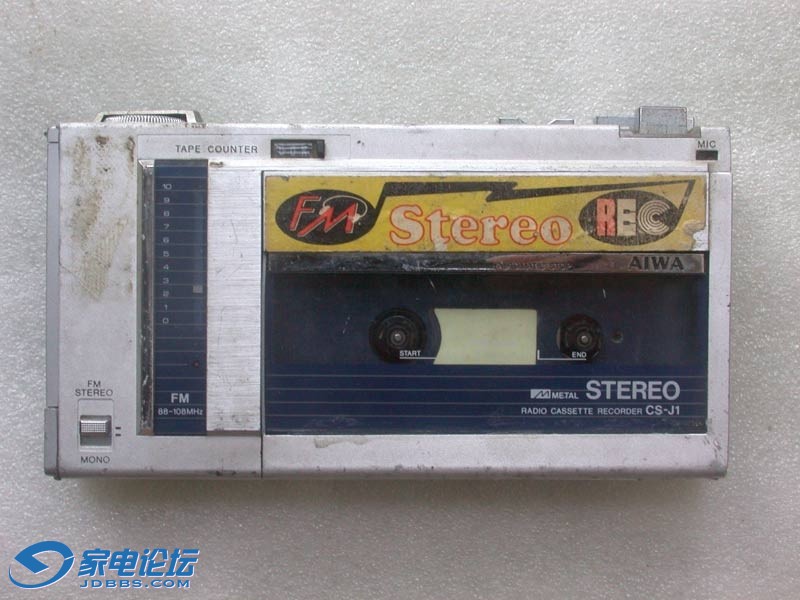 TAPE COUNTER
MIC
FM Stereo REC
AIWA
10
9
8
7
6
5
4
3
2
1
0
START
END
FM
88-108MHz
FM
STEREO
MONO
METAL STEREO
RADIO CASSETTE RECORDER CS-J1
家电论坛
JDBBS.COM